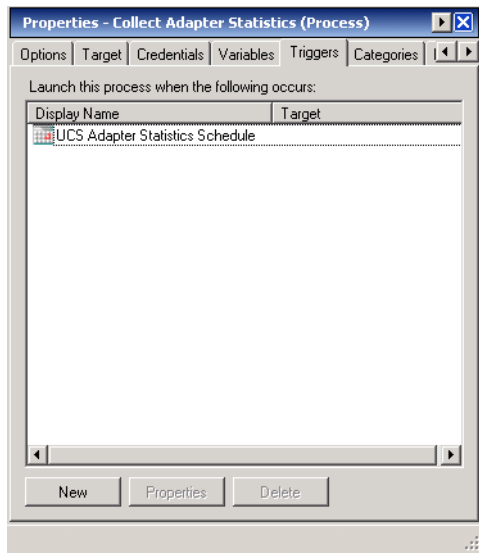 Properties - Collect Adapter Statistics (Process)
Options Target Credentials Variables Triggers Categories
Launch this process when the following occurs:
Display Name Target
UCS Adapter Statistics Schedule
New Properties Delete